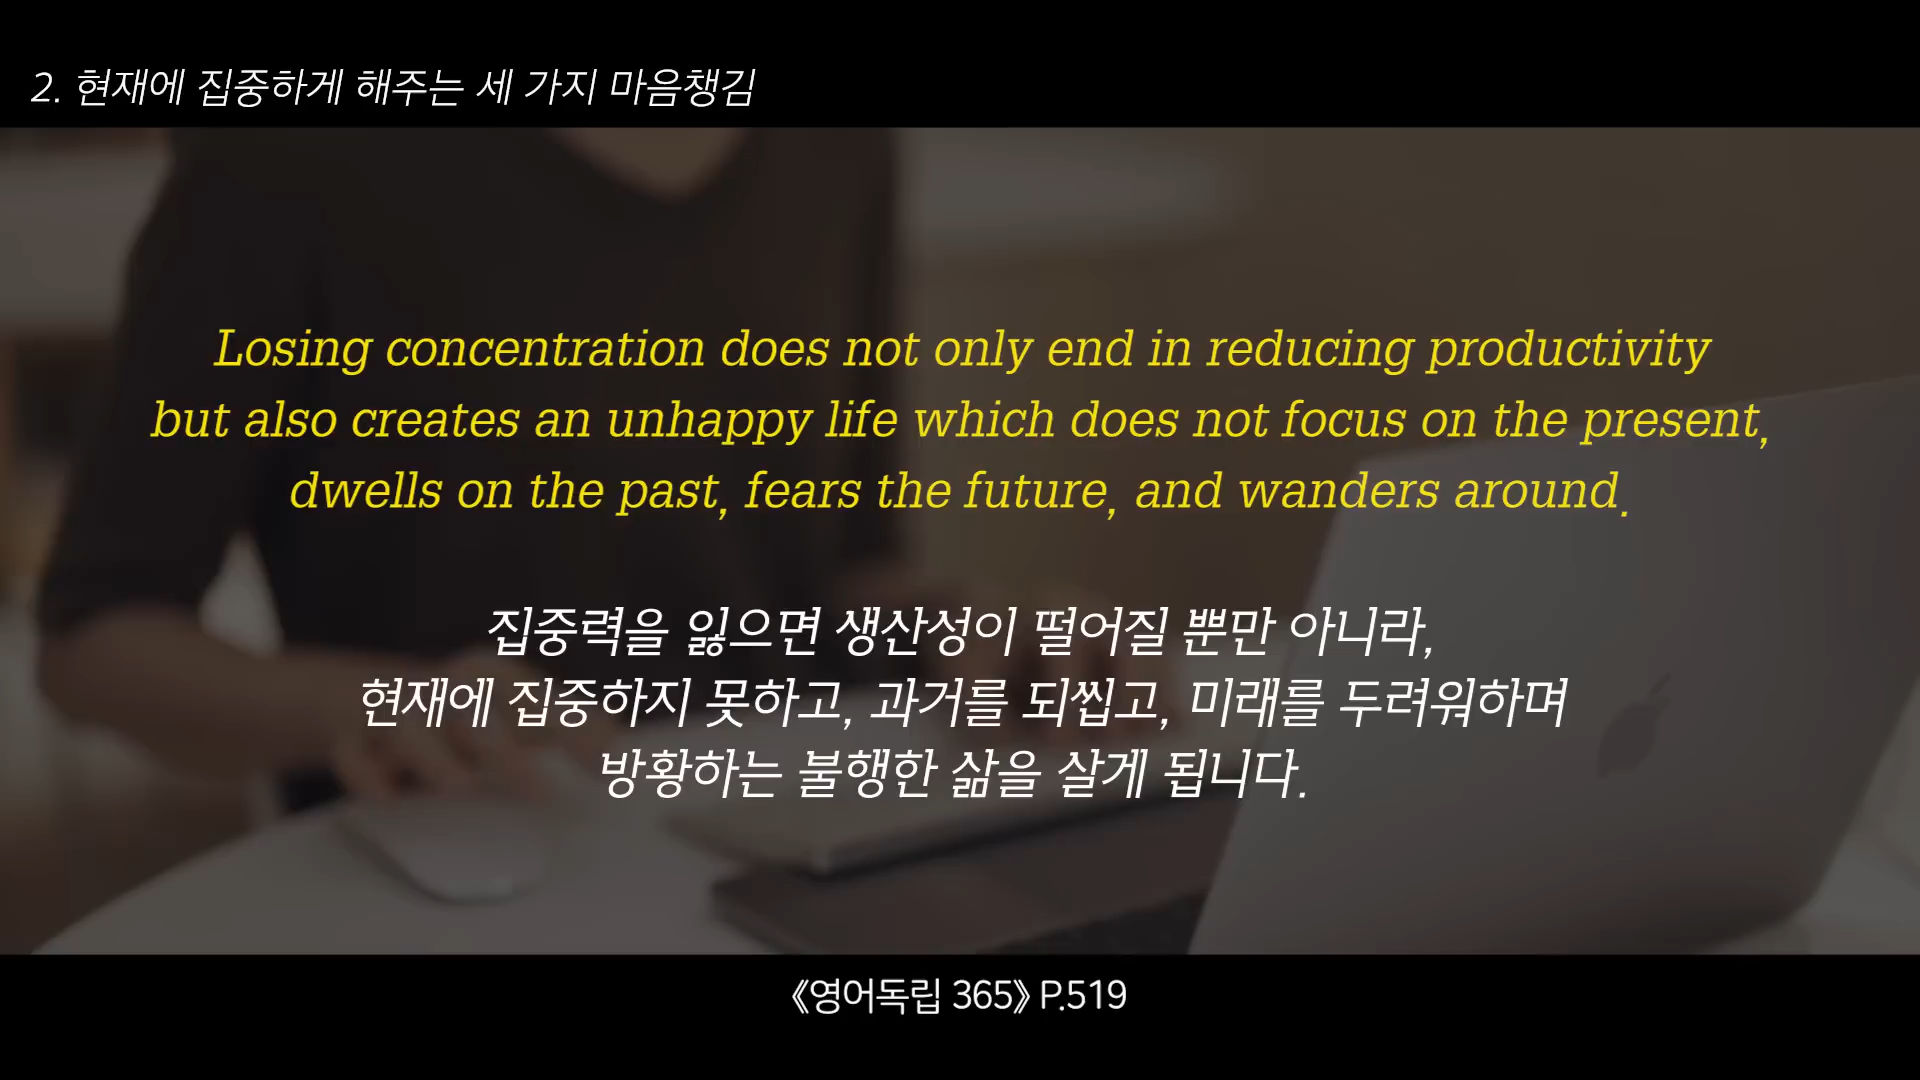 2. 현재에 집중하게 해주는 세 가지 마음챙김
Losing concentration does not only end in reducing productivity
but also creates an unhappy life which does not focus on the present,
dwells on the past, fears the future, and wanders around.
집중력을 잃으면 생산성이 떨어질 뿐만 아니라,
현재에 집중하지 못하고, 과거를 되씹고, 미래를 두려워하며
방황하는 불행한 삶을 살게 됩니다.
《영어독립 365》 P.519